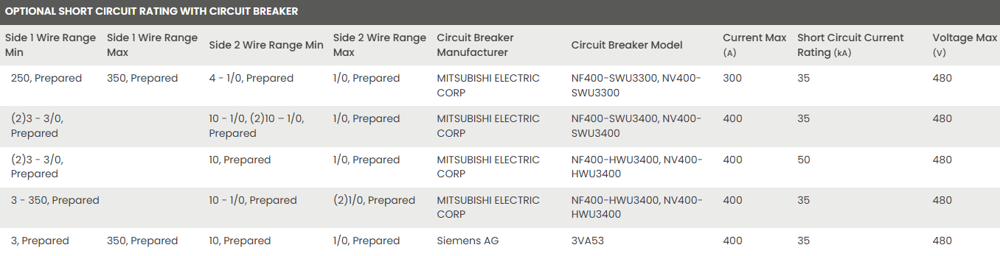 OPTIONAL SHORT CIRCUIT RATING WITH CIRCUIT BREAKER
Side 1 Wire Range Min
Side 1 Wire Range Max
Side 2 Wire Range Min
Side 2 Wire Range Max
Circuit Breaker Manufacturer
Circuit Breaker Model
Current Max (A)
Short Circuit Current Rating (kA)
Voltage Max (V)
250, Prepared
350, Prepared
4 - 1/0, Prepared
1/0, Prepared
MITSUBISHI ELECTRIC CORP
NF400-SWU3300, NV400-SWU3300
300
35
480
(2)3 - 3/0, Prepared
10 - 1/0, (2)10 – 1/0, Prepared
1/0, Prepared
MITSUBISHI ELECTRIC CORP
NF400-SWU3400, NV400-SWU3400
400
35
480
(2)3 - 3/0, Prepared
10, Prepared
1/0, Prepared
MITSUBISHI ELECTRIC CORP
NF400-HWU3400, NV400-HWU3400
400
50
480
3 - 350, Prepared
10 - 1/0, Prepared
(2)1/0, Prepared
MITSUBISHI ELECTRIC CORP
NF400-HWU3400, NV400-HWU3400
400
35
480
3, Prepared
350, Prepared
10, Prepared
1/0, Prepared
Siemens AG
3VA53
400
35
480